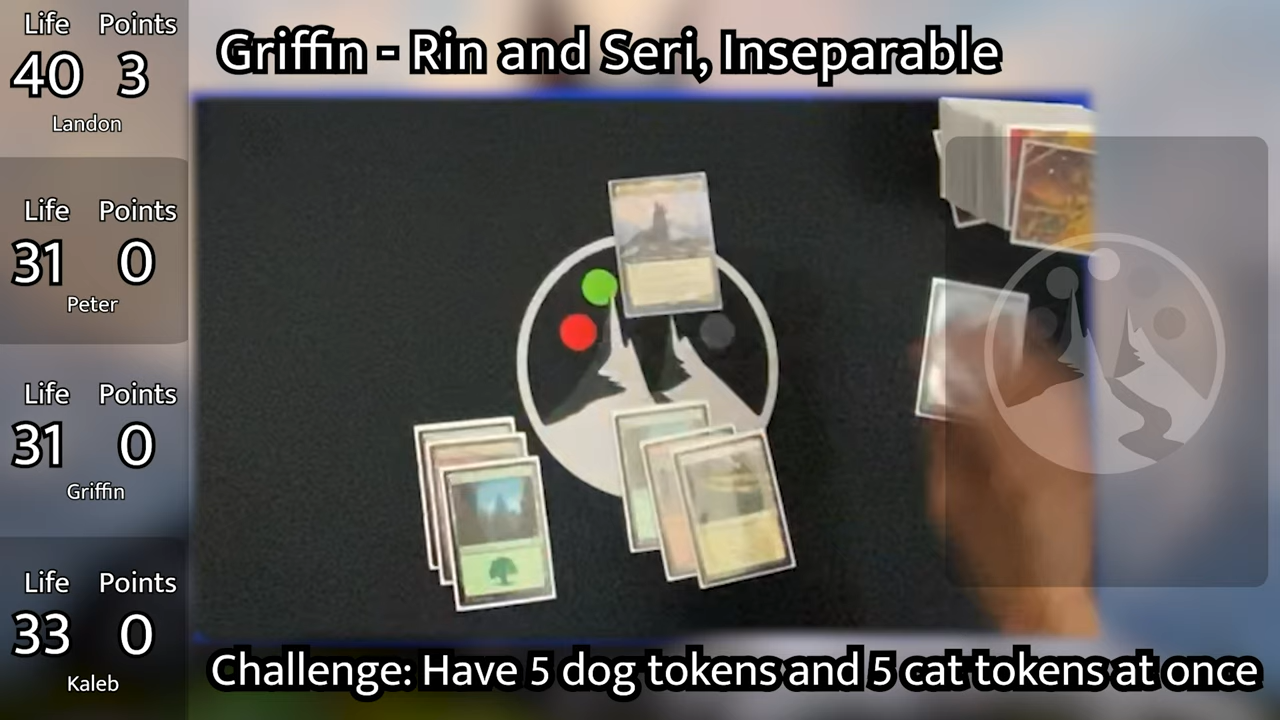 Life Points
40 3
Landon
Griffin - Rin and Seri, Inseparable
Life Points
31 0
Peter
Life Points
31 0
Griffin
Life Points
33 0
Kaleb
Challenge: Have 5 dog tokens and 5 cat tokens at once